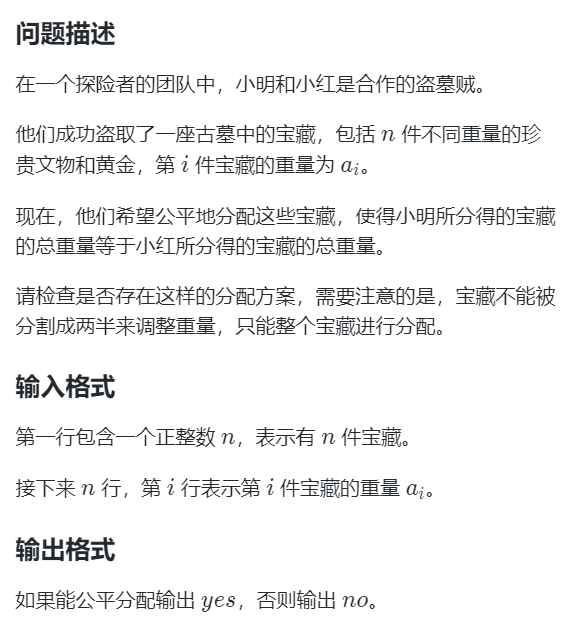 问题描述
在一个探险者的团队中，小明和小红是合作的盗墓贼。
他们成功盗取了一座古墓中的宝藏，包括 n 件不同重量的珍
贵文物和黄金，第 i 件宝藏的重量为 aᵢ。
现在，他们希望公平地分配这些宝藏，使得小明所分得的宝藏
的总重量等于小红所分得的宝藏的总重量。
请检查是否存在这样的分配方案，需要注意的是，宝藏不能被
分割成两半来调整重量，只能整个宝藏进行分配。
输入格式
第一行包含一个正整数 n，表示有 n 件宝藏。
接下来 n 行，第 i 行表示第 i 件宝藏的重量 aᵢ。
输出格式
如果能公平分配输出 yes，否则输出 no。